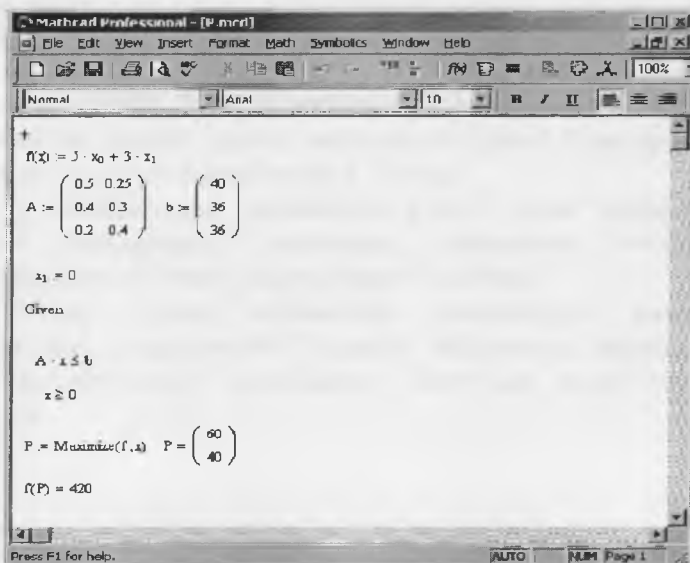 Mathcad Professional - [P.mcd]
File Edit View Insert Format Math Symbolics Window Help
100%
Normal Arial 10 B I U
+
f(x) := 5 · x₀ + 3 · x₁
A := ( 0.5 0.25 ) b := ( 40 )
0.4 0.3 36
0.2 0.4 36
x₁ = 0
Given
A · x ≤ b
x ≥ 0
P := Maximize(f, x) P = ( 60 )
40
f(P) = 420
Press F1 for help. AUTO NUM Page 1